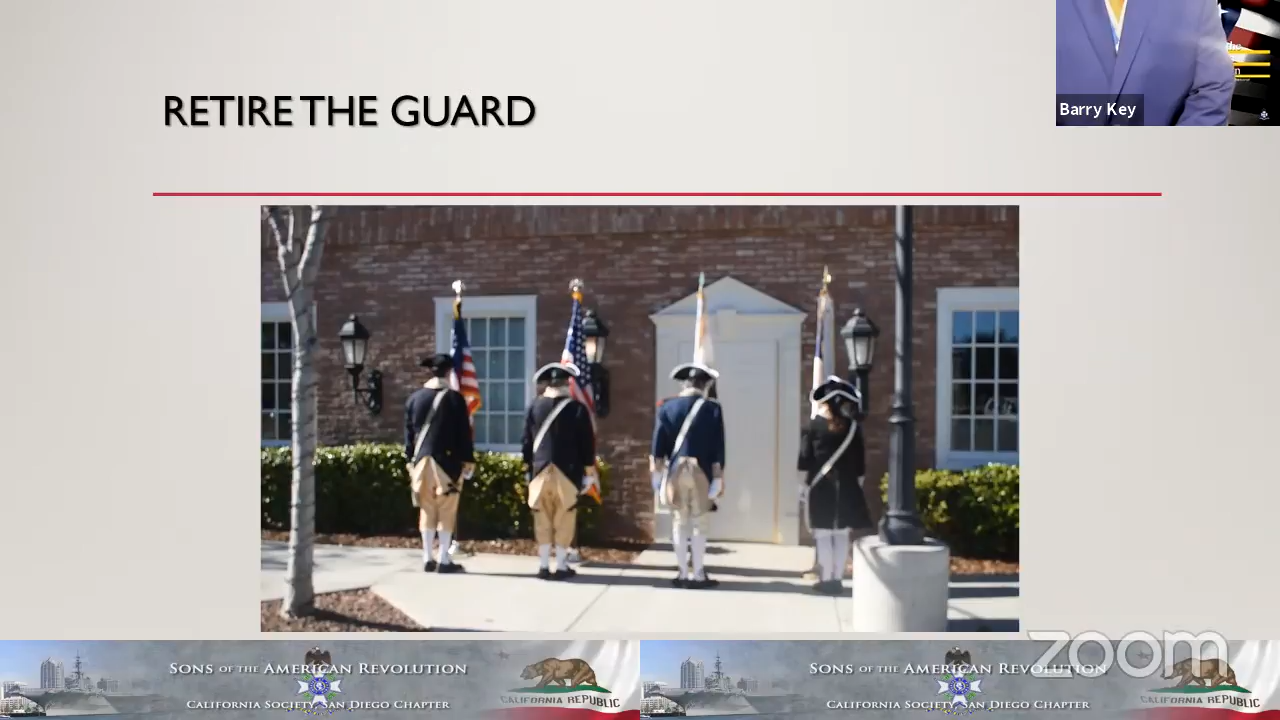 RETIRE THE GUARD
Barry Key
SONS OF THE AMERICAN REVOLUTION
CALIFORNIA SOCIETY SAN DIEGO CHAPTER
CALIFORNIA REPUBLIC
SONS OF THE AMERICAN REVOLUTION
CALIFORNIA SOCIETY SAN DIEGO CHAPTER
CALIFORNIA REPUBLIC
zoom